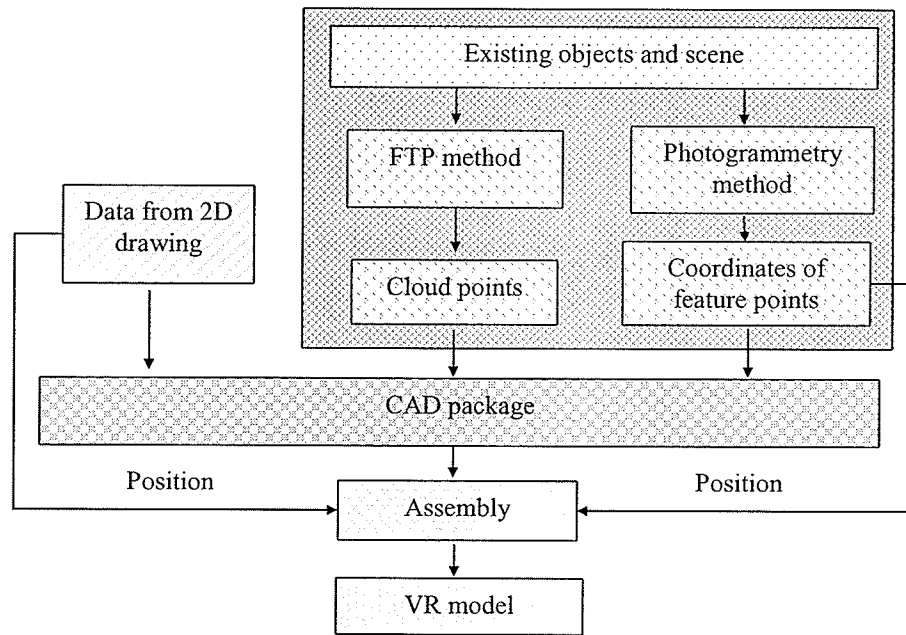 Existing objects and scene
FTP method
Photogrammetry
method
Data from 2D
drawing
Cloud points
Coordinates of
feature points
CAD package
Position
Position
Assembly
VR model